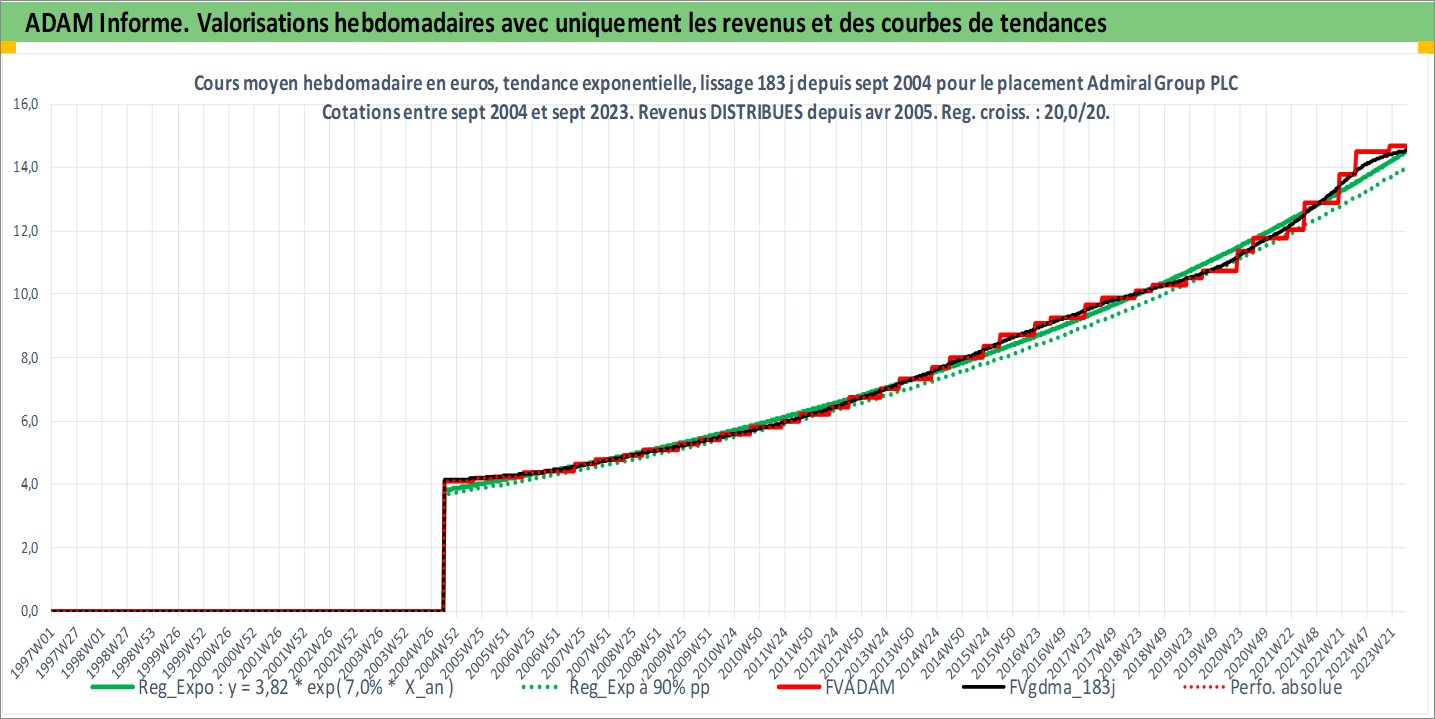 ADAM Informe. Valorisations hebdomadaires avec uniquement les revenus et des courbes de tendances
Cours moyen hebdomadaire en euros, tendance exponentielle, lissage 183 j depuis sept 2004 pour le placement Admiral Group PLC
Cotations entre sept 2004 et sept 2023. Revenus DISTRIBUES depuis avr 2005. Reg. croiss. : 20,0/20.
16,0
14,0
12,0
10,0
8,0
6,0
4,0
2,0
0,0
1997W01
1997W27
1998W01
1998W27
1998W53
1999W26
1999W52
2000W26
2000W52
2001W26
2001W52
2002W26
2002W52
2003W26
2003W52
2004W26
2004W52
2005W25
2005W51
2006W25
2006W51
2007W25
2007W51
2008W25
2008W51
2009W25
2009W51
2010W24
2010W50
2011W24
2011W50
2012W24
2012W50
2013W24
2013W50
2014W24
2014W50
2015W24
2015W50
2016W23
2016W49
2017W23
2017W49
2018W23
2018W49
2019W23
2019W49
2020W23
2020W49
2021W22
2021W48
2022W21
2022W47
2023W21
Reg_Expo : y = 3,82 * exp( 7,0% * X_an )
Reg_Exp à 90% pp
FVADAM
FVgdma_183j
Perfo. absolue